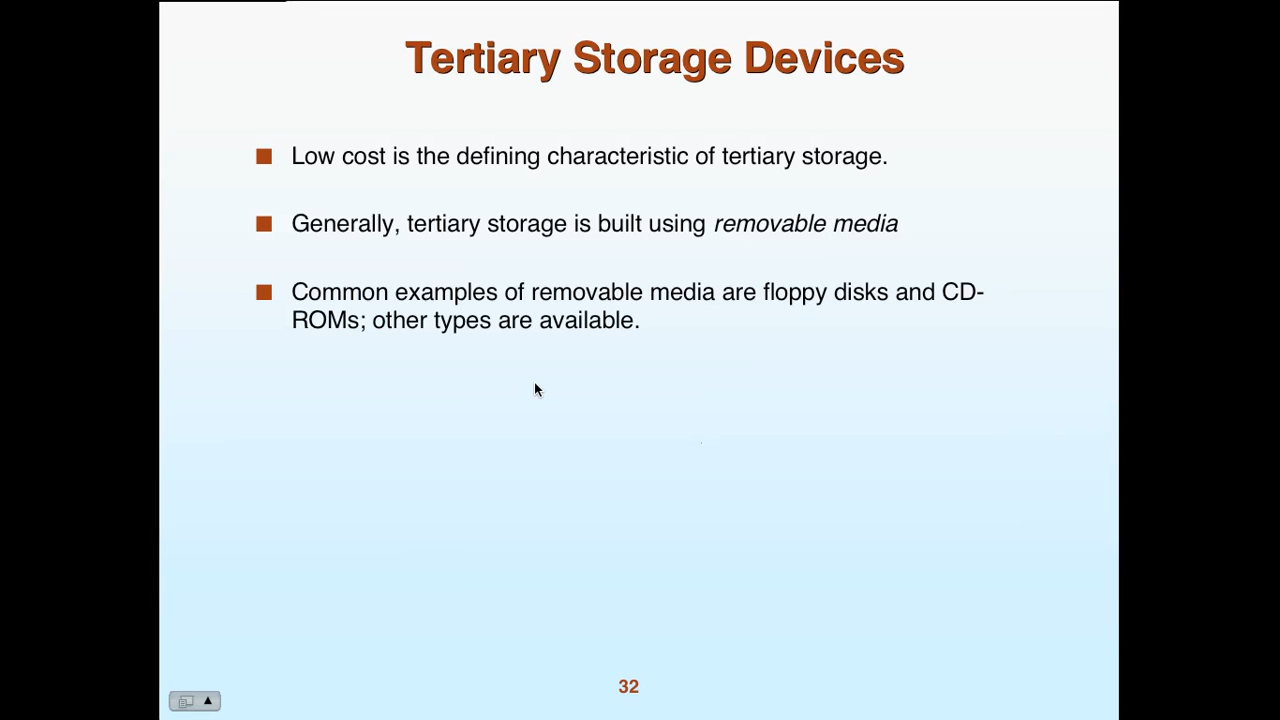 Tertiary Storage Devices
Low cost is the defining characteristic of tertiary storage.
Generally, tertiary storage is built using removable media
Common examples of removable media are floppy disks and CD-
ROMs; other types are available.
32